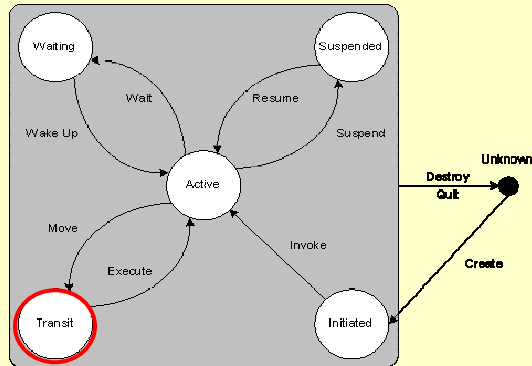 Waiting
Suspended
Wait
Resume
Wake Up
Suspend
Unknown
Active
Destroy
Quit
Move
Invoke
Execute
Create
Transit
Initiated